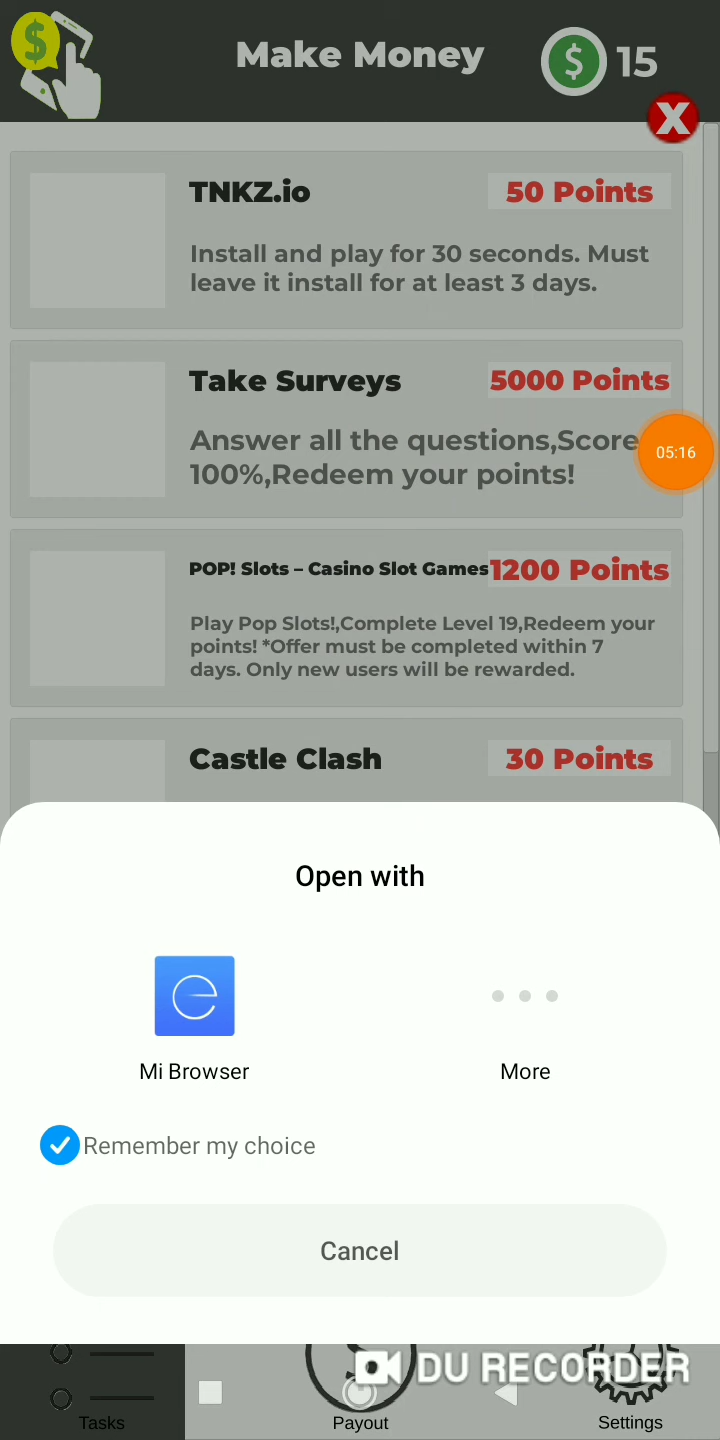 Make Money
$ 15
TNKZ.io
50 Points
Install and play for 30 seconds. Must
leave it install for at least 3 days.
Take Surveys
5000 Points
Answer all the questions,Score
100%,Redeem your points!
05:16
POP! Slots – Casino Slot Games
1200 Points
Play Pop Slots!,Complete Level 19,Redeem your
points! *Offer must be completed within 7
days. Only new users will be rewarded.
Castle Clash
30 Points
Open with
Mi Browser
More
Remember my choice
Cancel
DU RECORDER
Tasks
Payout
Settings